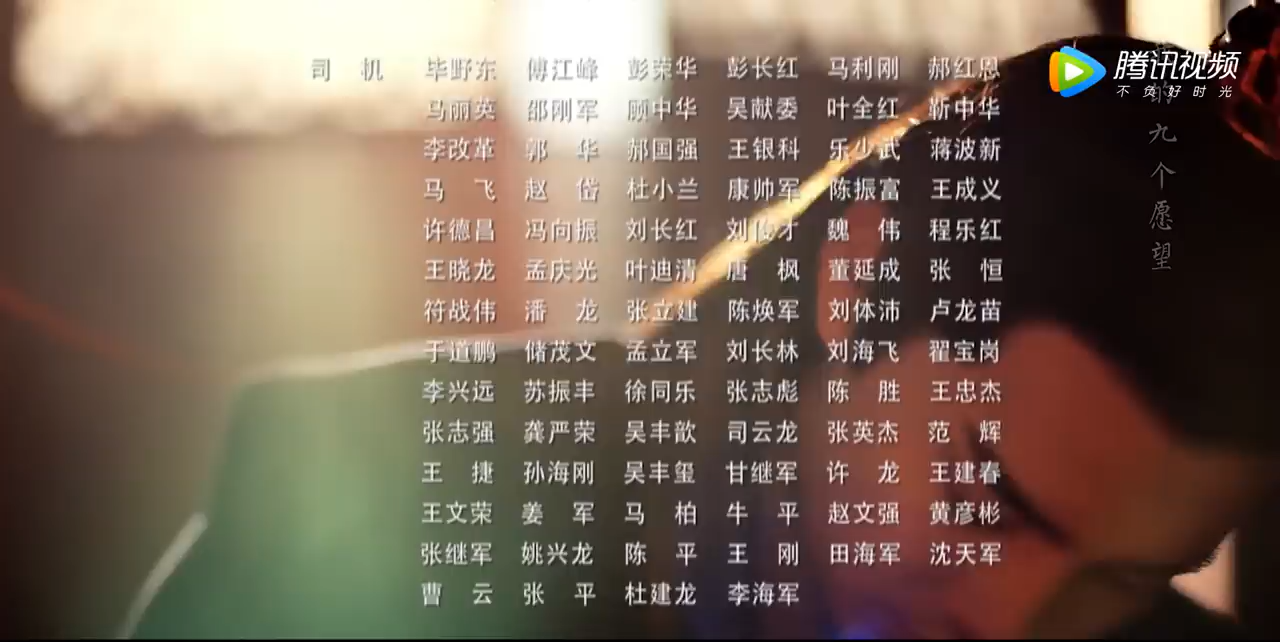 司 机 毕野东 傅江峰 彭荣华 彭长红 马利刚 郝红恩
马丽英 邵刚军 顾中华 吴献委 叶全红 靳中华
李改革 郭 华 郝国强 王银科 乐少武 蒋波新
马 飞 赵 岱 杜小兰 康帅军 陈振富 王成义
许德昌 冯向振 刘长红 刘俊才 魏 伟 程乐红
王晓龙 孟庆光 叶迪清 唐 枫 董延成 张 恒
符战伟 潘 龙 张立建 陈焕军 刘体沛 卢龙苗
于道鹏 储茂文 孟立军 刘长林 刘海飞 翟宝岗
李兴远 苏振丰 徐同乐 张志彪 陈 胜 王忠杰
张志强 龚严荣 吴丰歆 司云龙 张英杰 范 辉
王 捷 孙海刚 吴丰玺 甘继军 许 龙 王建春
王文荣 姜 军 马 柏 牛 平 赵文强 黄彦彬
张继军 姚兴龙 陈 平 王 刚 田海军 沈天军
曹 云 张 平 杜建龙 李海军
腾讯视频
不负好时光
的九个愿望